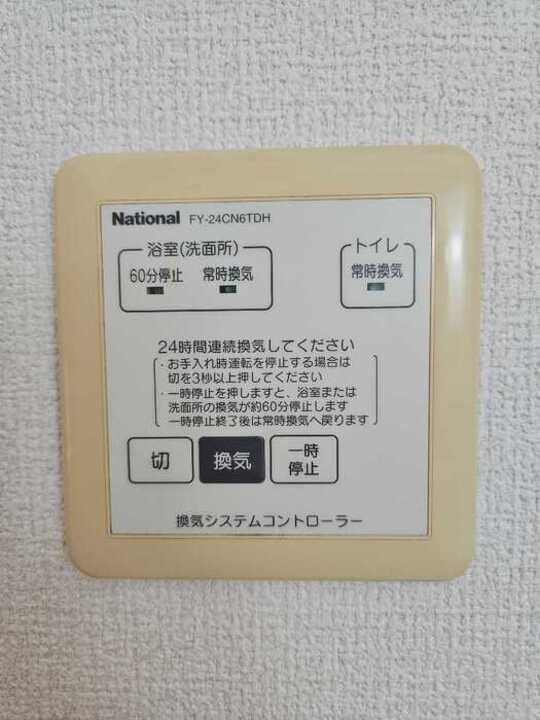 National FY-24CN6TDH
浴室(洗面所)
トイレ
60分停止 常時換気
常時換気
24時間連続換気してください
・お手入れ時運転を停止する場合は
切を3秒以上押してください
・一時停止を押しますと、浴室または
洗面所の換気が約60分停止します
一時停止終了後は常時換気へ戻ります
切 換気 一時
停止
換気システムコントローラー